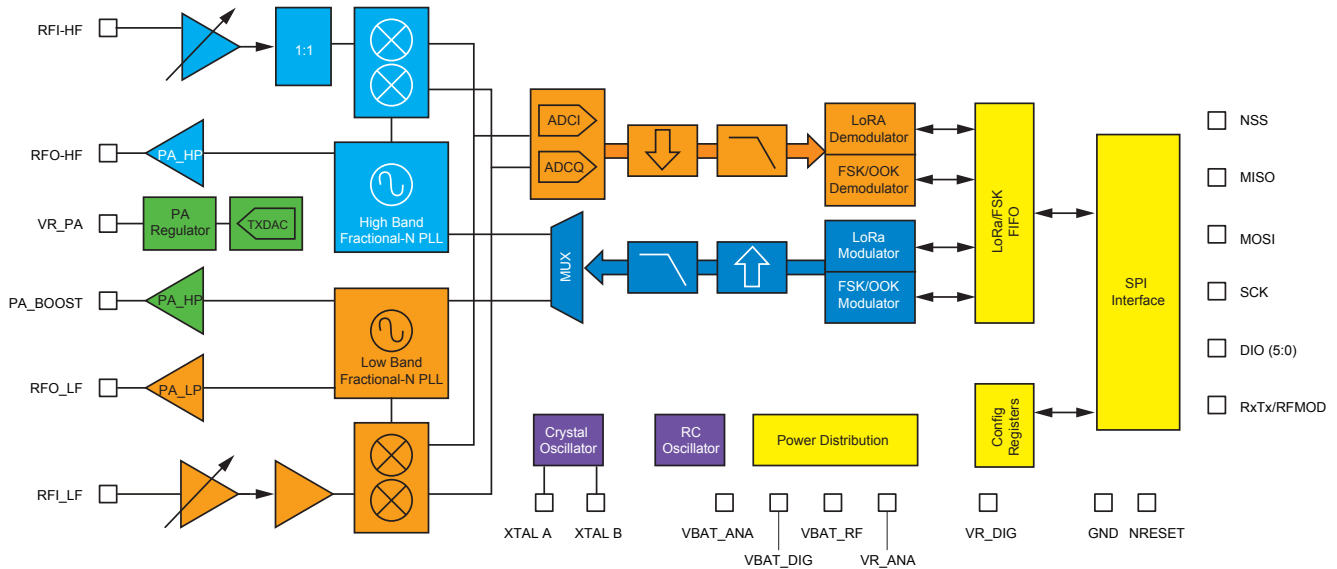 RFI-HF
1:1
RFO-HF
PA_HP
High Band
Fractional-N PLL
VR_PA
PA
Regulator
TXDAC
PA_BOOST
PA_HP
RFO_LF
PA_LP
Low Band
Fractional-N PLL
RFI_LF
ADCI
ADCQ
MUX
LoRA
Demodulator
FSK/OOK
Demodulator
LoRa
Modulator
FSK/OOK
Modulator
LoRa/FSK
FIFO
SPI
Interface
Config
Registers
Crystal
Oscillator
RC
Oscillator
Power Distribution
NSS
MISO
MOSI
SCK
DIO (5:0)
RxTx/RFMOD
XTAL A
XTAL B
VBAT_ANA
VBAT_DIG
VBAT_RF
VR_ANA
VR_DIG
GND
NRESET